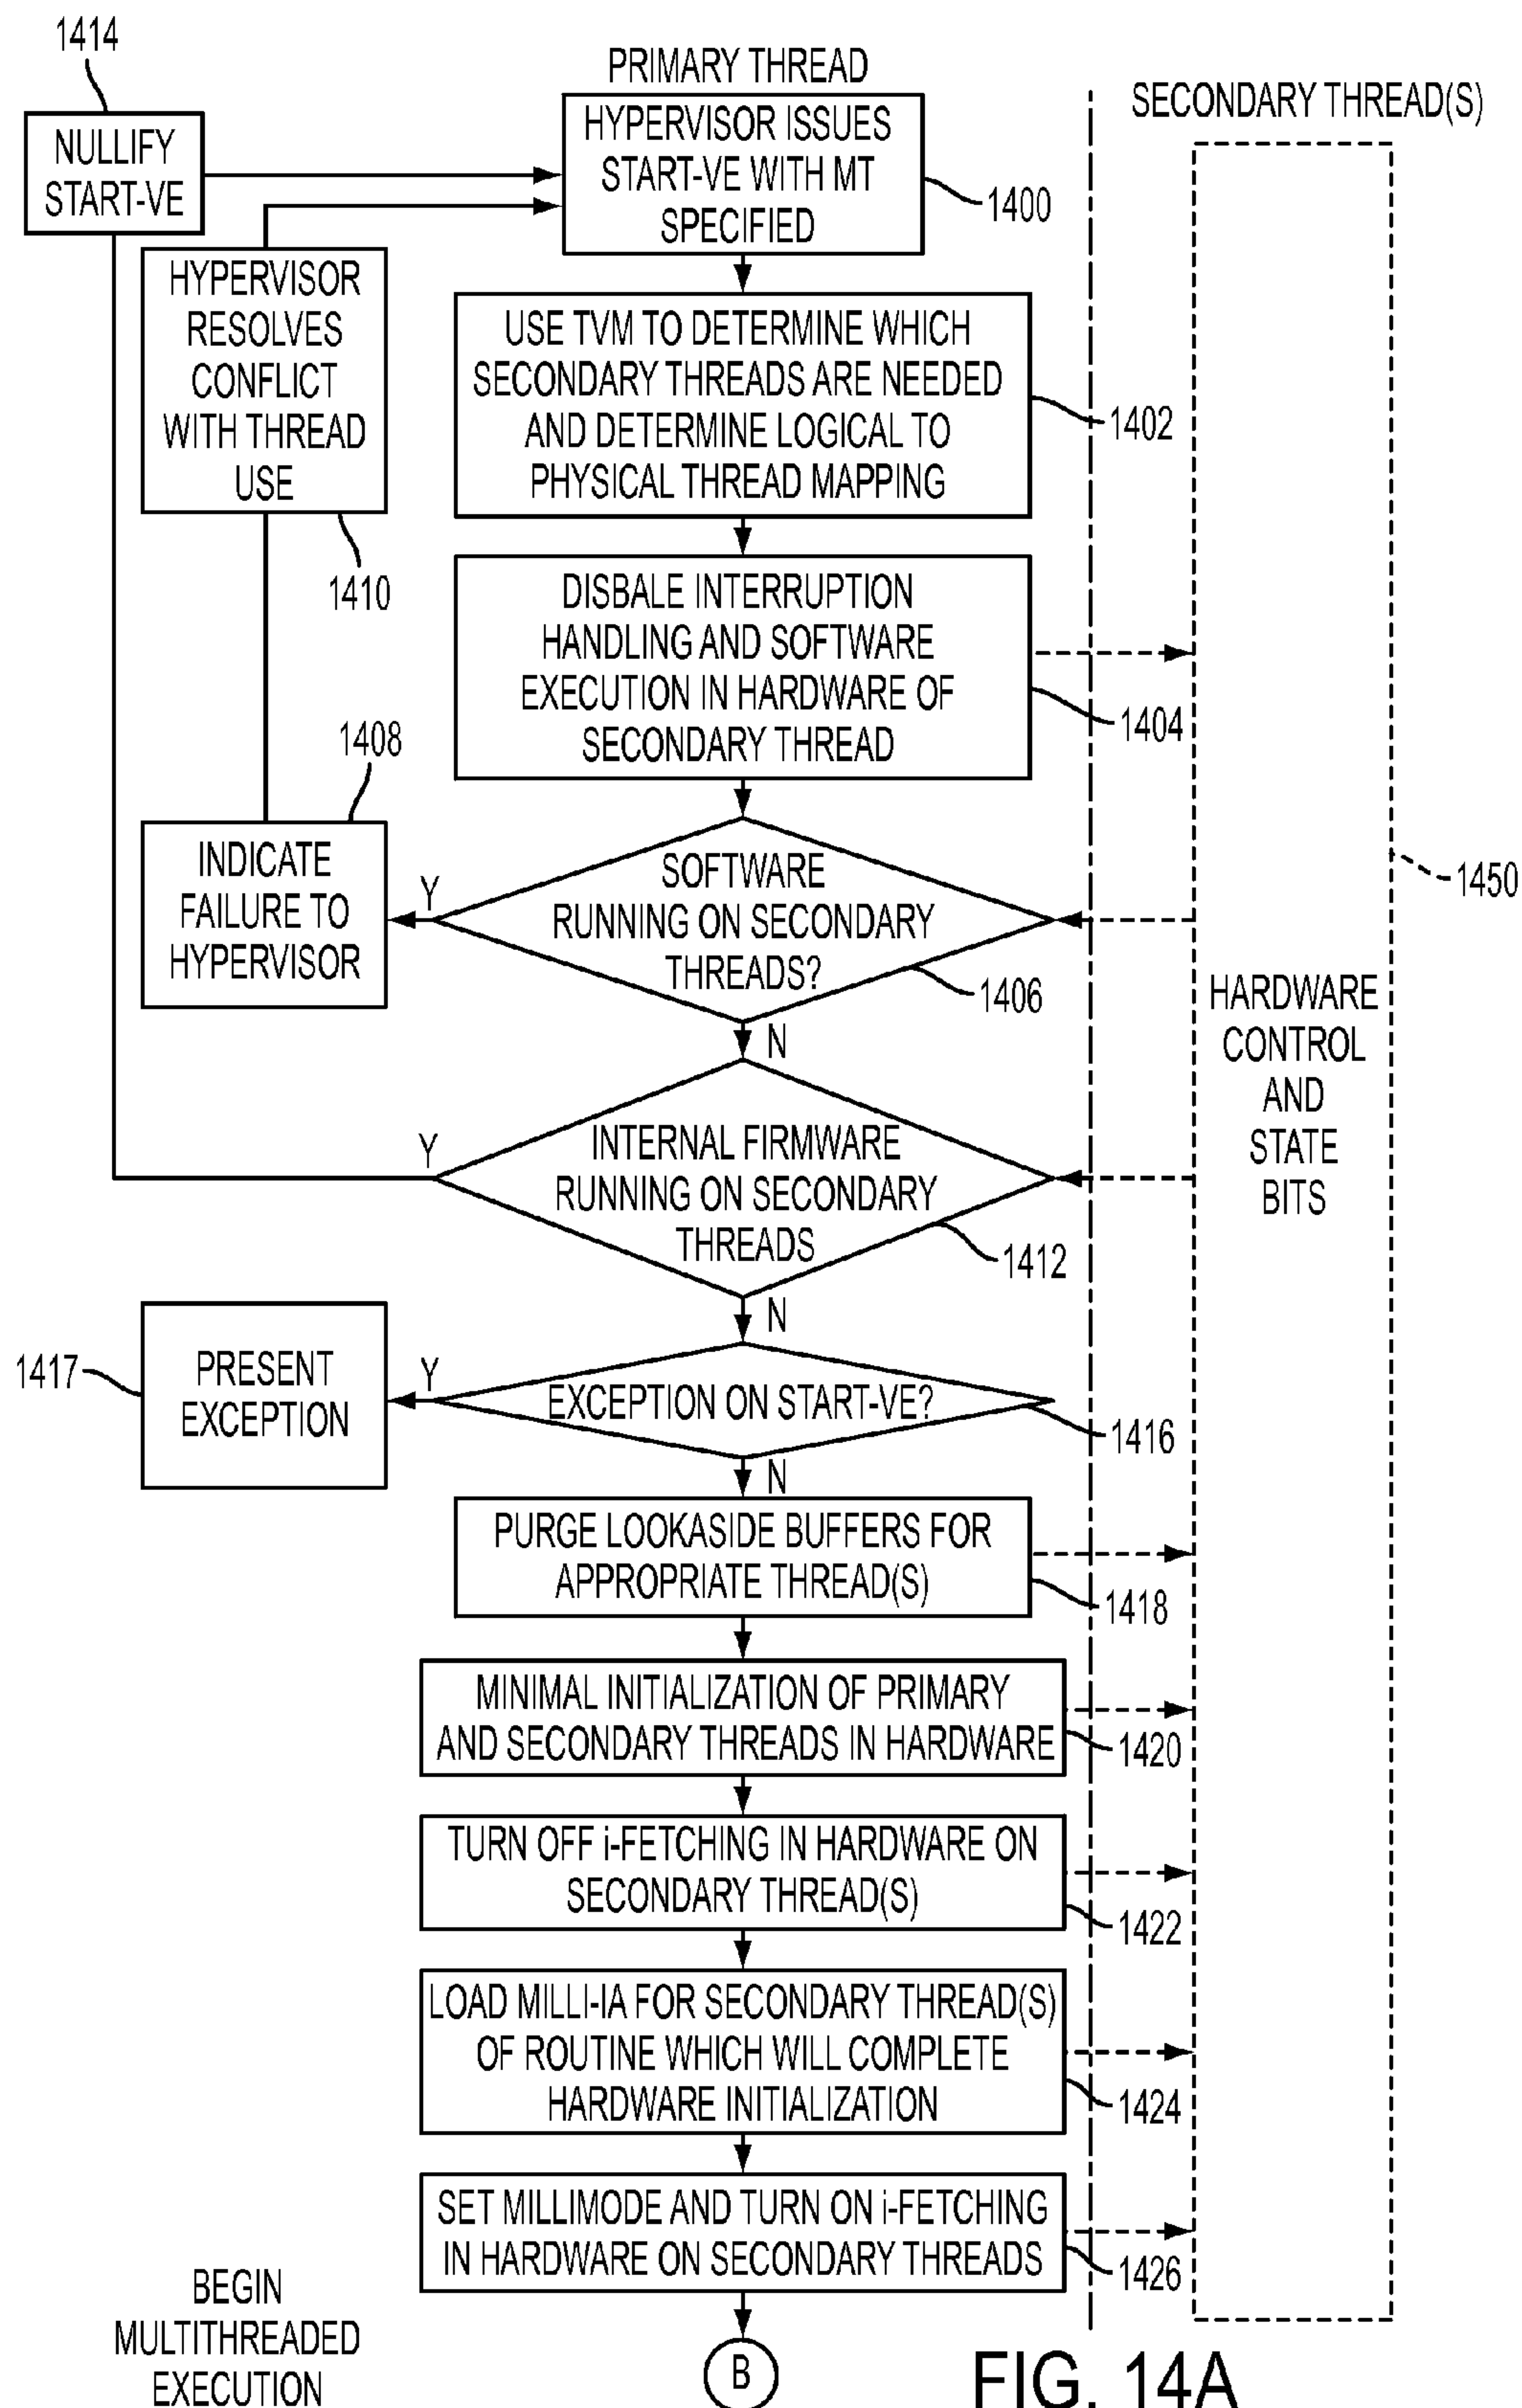 1414
PRIMARY THREAD
SECONDARY THREAD(S)
NULLIFY
START-VE
HYPERVISOR ISSUES
START-VE WITH MT
SPECIFIED
1400
HYPERVISOR
RESOLVES
CONFLICT
WITH THREAD
USE
1410
USE TVM TO DETERMINE WHICH
SECONDARY THREADS ARE NEEDED
AND DETERMINE LOGICAL TO
PHYSICAL THREAD MAPPING
1402
DISBALE INTERRUPTION
HANDLING AND SOFTWARE
EXECUTION IN HARDWARE OF
SECONDARY THREAD
1404
1408
INDICATE
FAILURE TO
HYPERVISOR
Y
SOFTWARE
RUNNING ON SECONDARY
THREADS?
1406
1450
HARDWARE
CONTROL
AND
STATE
BITS
N
Y
INTERNAL FIRMWARE
RUNNING ON SECONDARY
THREADS
1412
N
1417
PRESENT
EXCEPTION
Y
EXCEPTION ON START-VE?
1416
N
PURGE LOOKASIDE BUFFERS FOR
APPROPRIATE THREAD(S)
1418
MINIMAL INITIALIZATION OF PRIMARY
AND SECONDARY THREADS IN HARDWARE
1420
TURN OFF i-FETCHING IN HARDWARE ON
SECONDARY THREAD(S)
1422
LOAD MILLI-IA FOR SECONDARY THREAD(S)
OF ROUTINE WHICH WILL COMPLETE
HARDWARE INITIALIZATION
1424
SET MILLIMODE AND TURN ON i-FETCHING
IN HARDWARE ON SECONDARY THREADS
1426
BEGIN
MULTITHREADED
EXECUTION
B
FIG. 14A